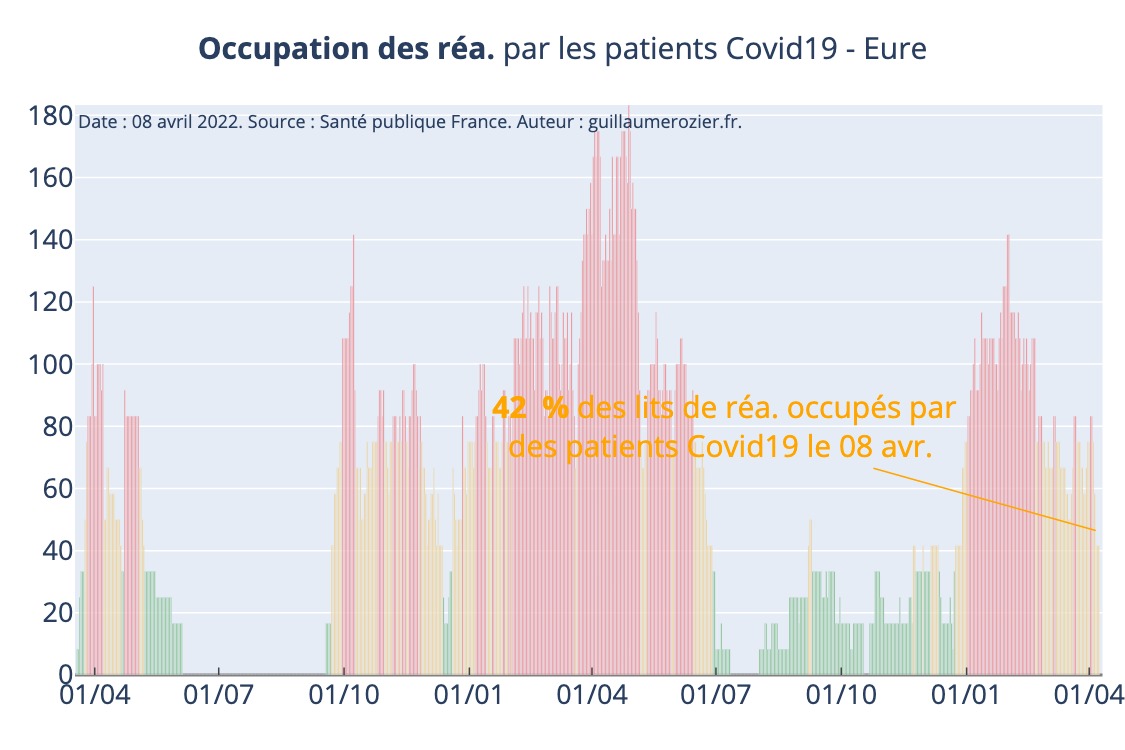 Occupation des réa. par les patients Covid19 - Eure
Date : 08 avril 2022. Source : Santé publique France. Auteur : guillaumerozier.fr.
180
160
140
120
100
80
60
40
20
0
42 % des lits de réa. occupés par
des patients Covid19 le 08 avr.
01/04 01/07 01/10 01/01 01/04 01/07 01/10 01/01 01/04